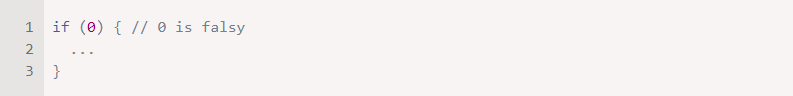 1 if (0) { // 0 is falsy
2   ...
3 }